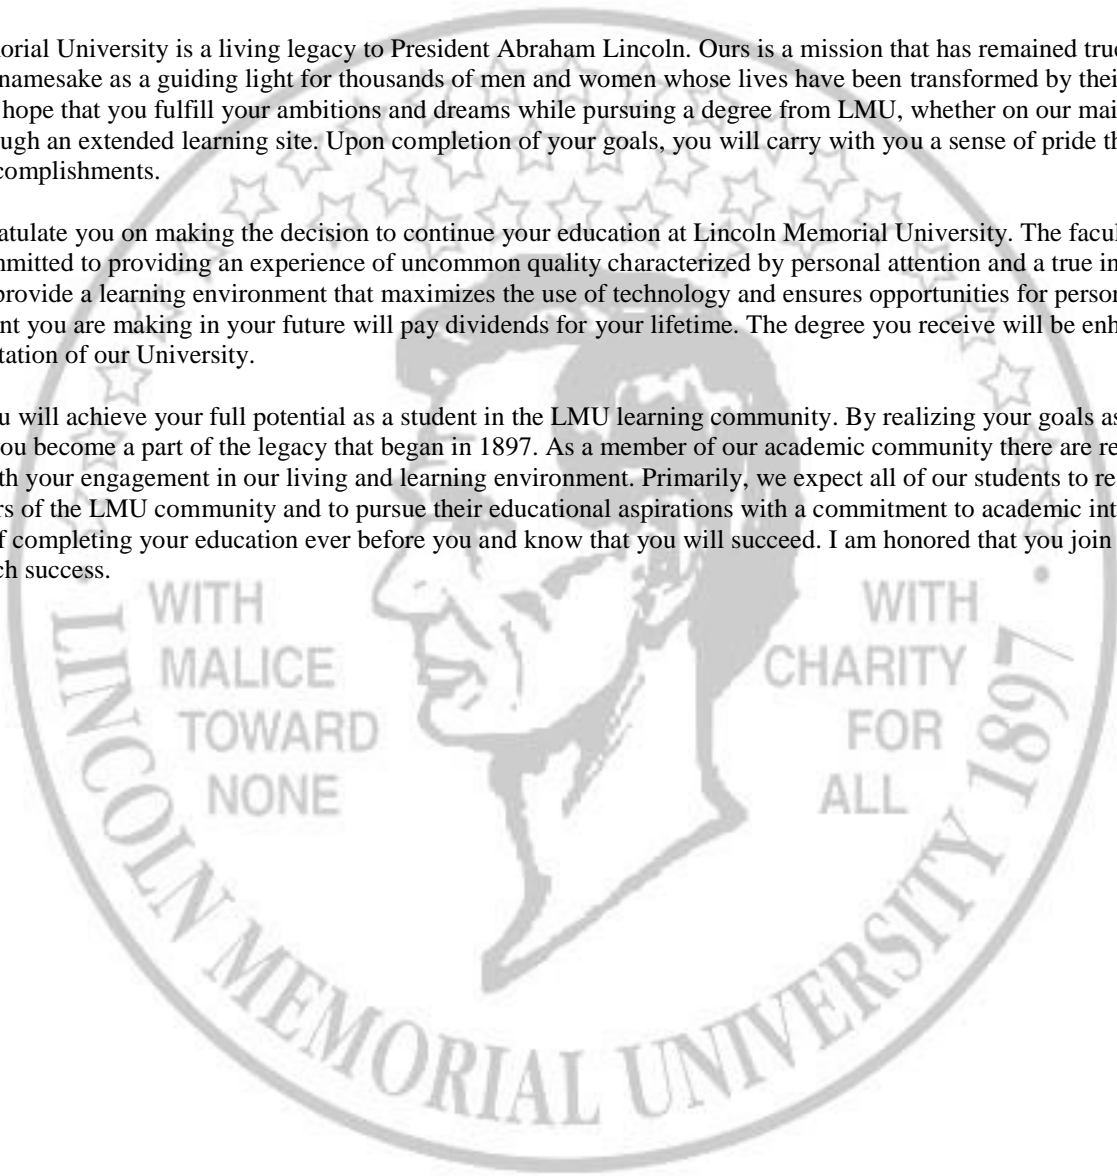 orial University is a living legacy to President Abraham Lincoln. Ours is a mission that has remained true
namesake as a guiding light for thousands of men and women whose lives have been transformed by their
hope that you fulfill your ambitions and dreams while pursuing a degree from LMU, whether on our mai
ugh an extended learning site. Upon completion of your goals, you will carry with you a sense of pride th
complishments.
atulate you on making the decision to continue your education at Lincoln Memorial University. The facul
mmitted to providing an experience of uncommon quality characterized by personal attention and a true in
provide a learning environment that maximizes the use of technology and ensures opportunities for person
nt you are making in your future will pay dividends for your lifetime. The degree you receive will be enh
tation of our University.
u will achieve your full potential as a student in the LMU learning community. By realizing your goals as
ou become a part of the legacy that began in 1897. As a member of our academic community there are re
th your engagement in our living and learning environment. Primarily, we expect all of our students to re
rs of the LMU community and to pursue their educational aspirations with a commitment to academic int
f completing your education ever before you and know that you will succeed. I am honored that you join
ch success.
WITH
MALICE
TOWARD
NONE
WITH
CHARITY
FOR
ALL
• LINCOLN MEMORIAL UNIVERSITY 1897 •